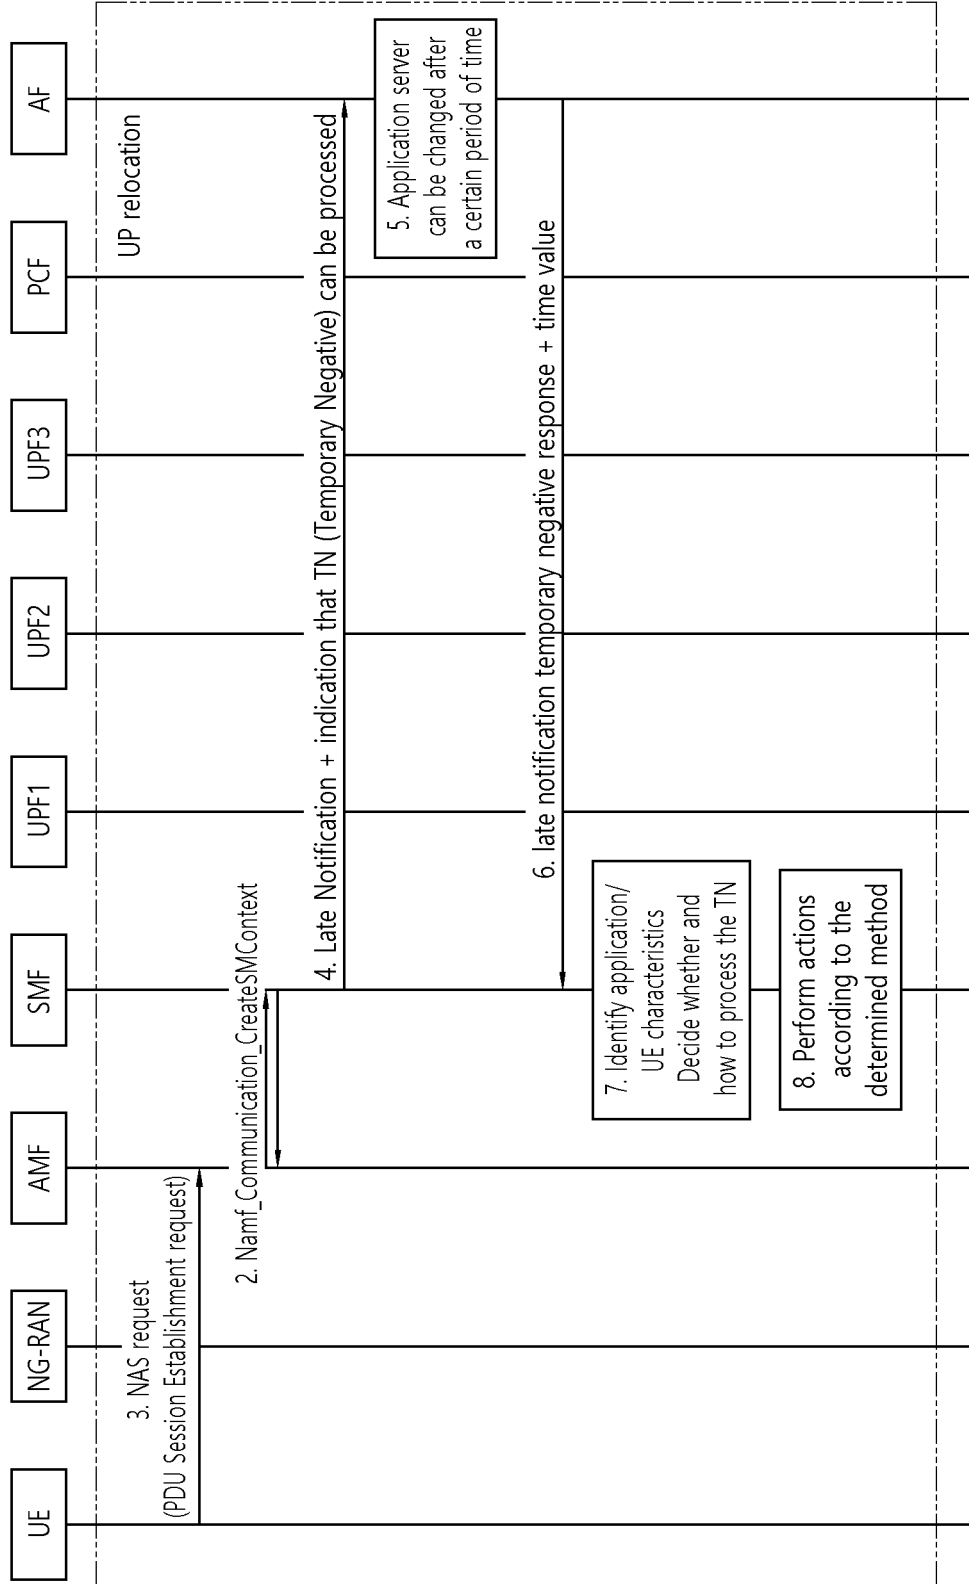 UE
NG-RAN
AMF
SMF
UPF1
UPF2
UPF3
PCF
AF
UP relocation
3. NAS request
(PDU Session Establishment request)
2. Namf_Communication_CreateSMContext
4. Late Notification + indication that TN (Temporary Negative) can be processed
5. Application server
can be changed after
a certain period of time
6. late notification temporary negative response + time value
7. Identify application/
UE characteristics
Decide whether and
how to process the TN
8. Perform actions
according to the
determined method